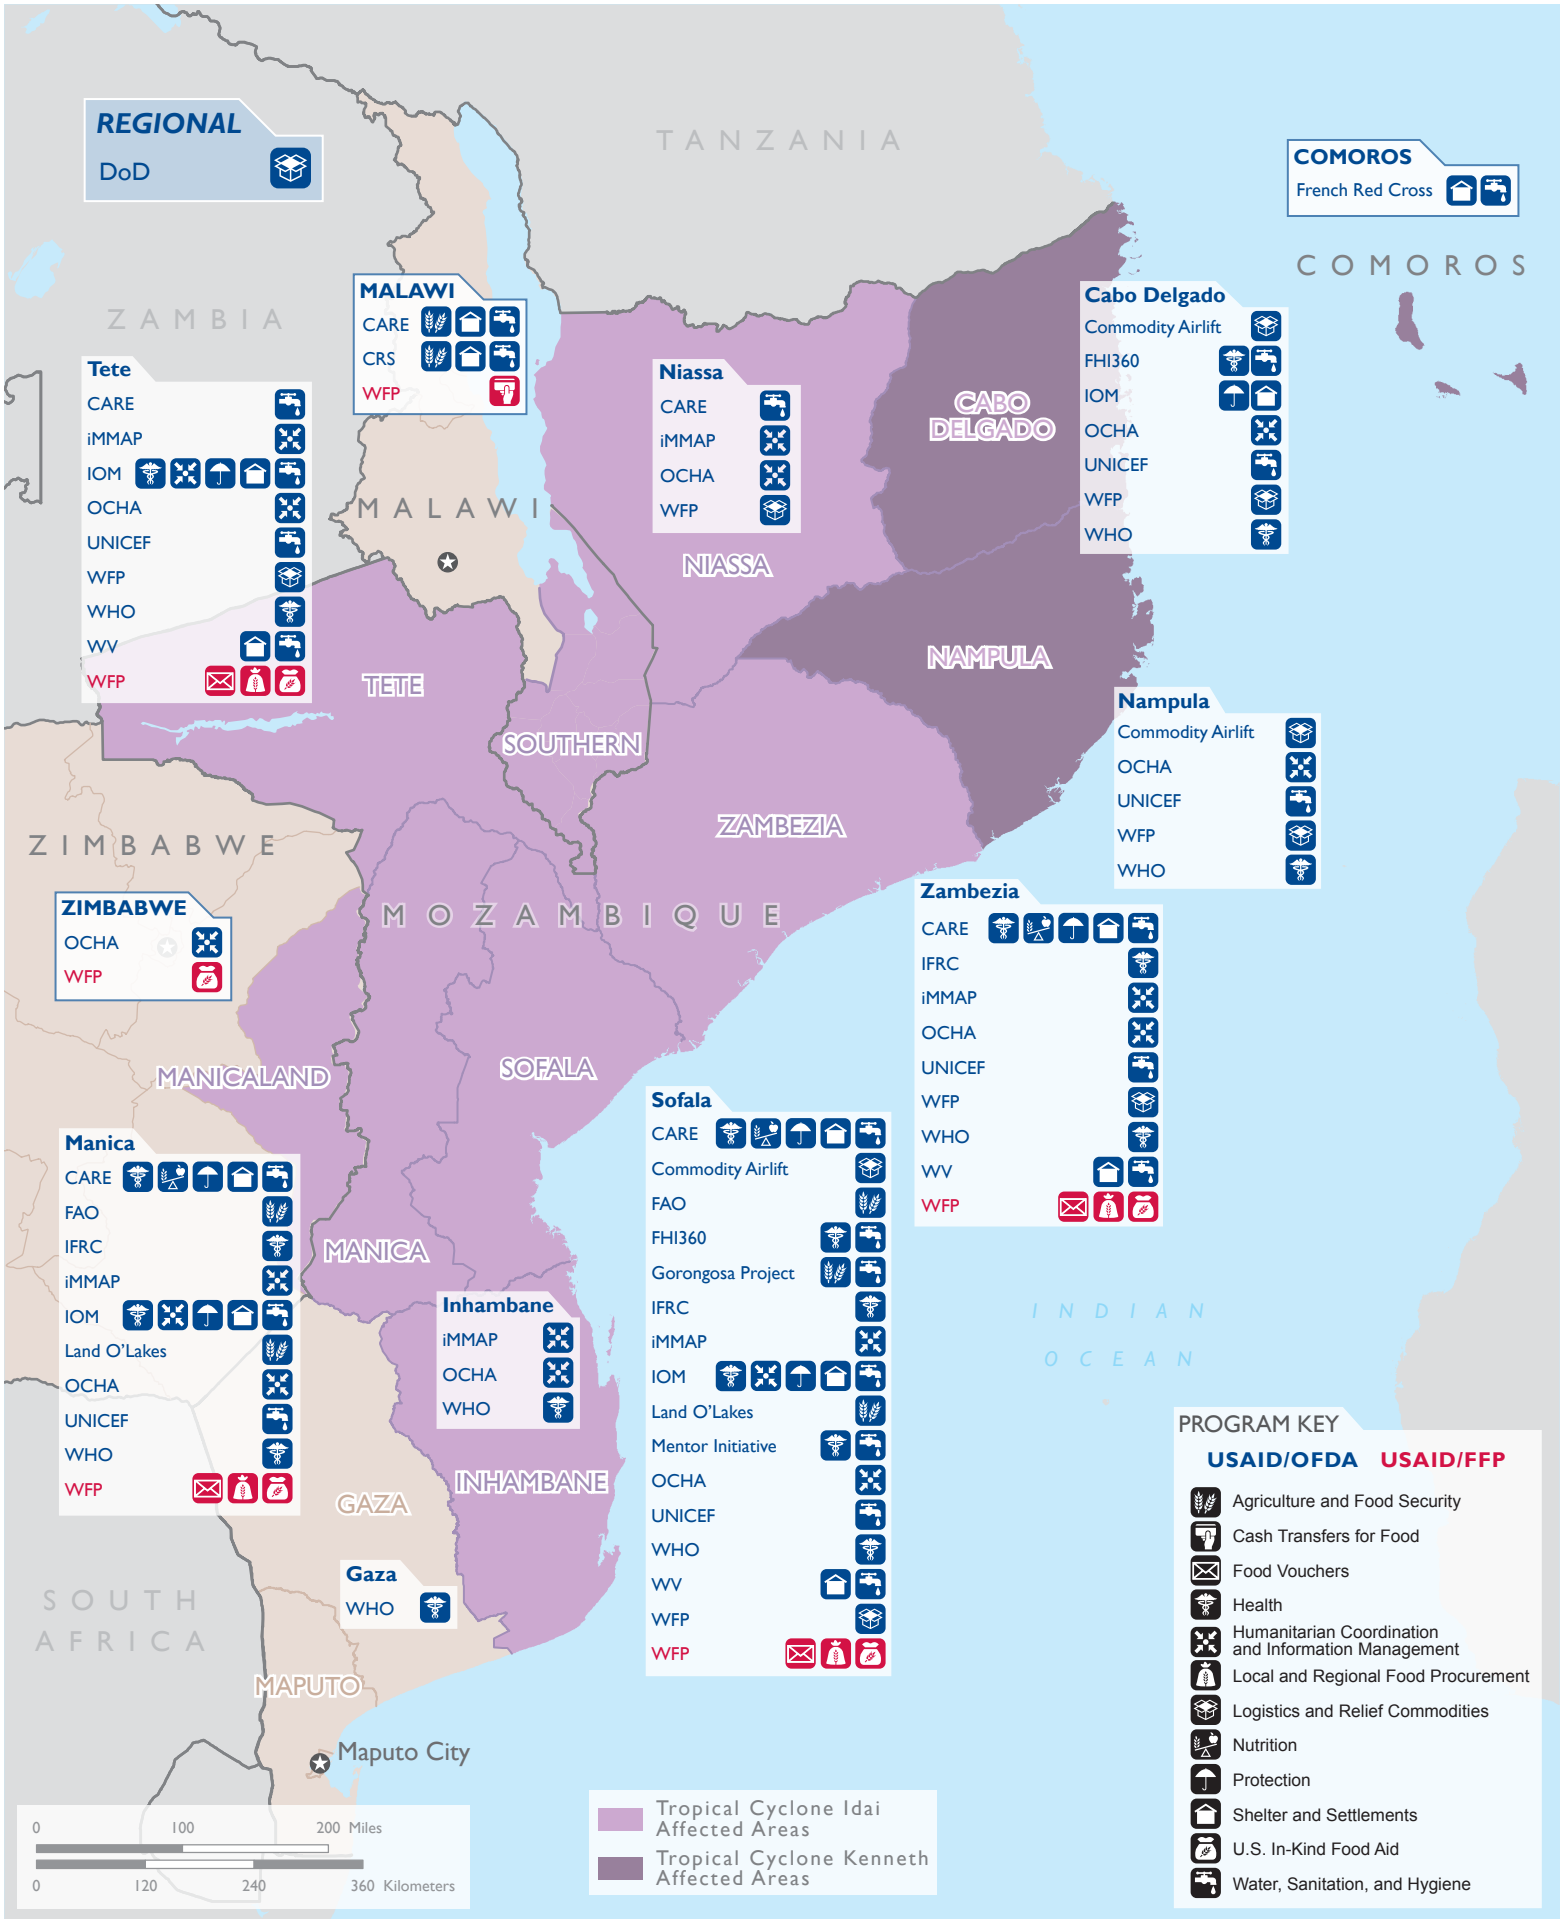 REGIONAL
DoD
TANZANIA
COMOROS
French Red Cross
COMOROS
ZAMBIA
MALAWI
CARE
CRS
WFP
Tete
CARE
iMMAP
IOM
OCHA
UNICEF
WFP
WHO
WV
WFP
Niassa
CARE
iMMAP
OCHA
WFP
Cabo Delgado
Commodity Airlift
FHI360
IOM
OCHA
UNICEF
WFP
WHO
CABO
DELGADO
MALAWI
NIASSA
NAMPULA
TETE
SOUTHERN
Nampula
Commodity Airlift
OCHA
UNICEF
WFP
WHO
ZAMBEZIA
ZIMBABWE
ZIMBABWE
OCHA
WFP
MOZAMBIQUE
Zambezia
CARE
IFRC
iMMAP
OCHA
UNICEF
WFP
WHO
WV
WFP
MANICALAND
SOFALA
Manica
CARE
FAO
IFRC
iMMAP
IOM
Land O'Lakes
OCHA
UNICEF
WHO
WFP
Sofala
CARE
Commodity Airlift
FAO
FHI360
Gorongosa Project
IFRC
iMMAP
IOM
Land O'Lakes
Mentor Initiative
OCHA
UNICEF
WHO
WV
WFP
WFP
MANICA
Inhambane
iMMAP
OCHA
WHO
INHAMBANE
INDIAN
OCEAN
GAZA
Gaza
WHO
SOUTH
AFRICA
MAPUTO
Maputo City
PROGRAM KEY
USAID/OFDA USAID/FFP
Agriculture and Food Security
Cash Transfers for Food
Food Vouchers
Health
Humanitarian Coordination
and Information Management
Local and Regional Food Procurement
Logistics and Relief Commodities
Nutrition
Protection
Shelter and Settlements
U.S. In-Kind Food Aid
Water, Sanitation, and Hygiene
Tropical Cyclone Idai
Affected Areas
Tropical Cyclone Kenneth
Affected Areas
0 100 200 Miles
0 120 240 360 Kilometers